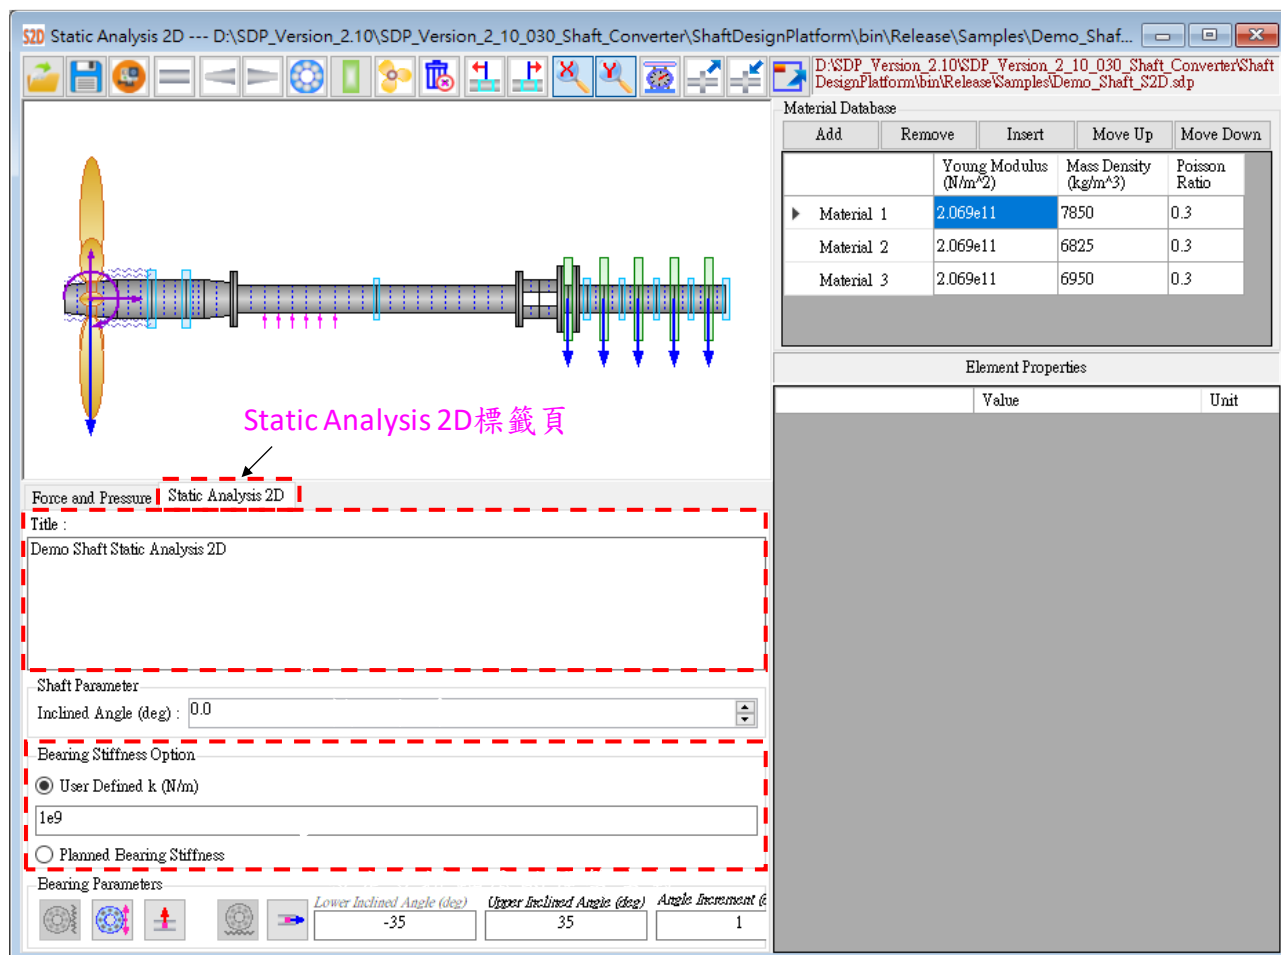 S2D Static Analysis 2D --- D:\SDP_Version_2.10\SDP_Version_2_10_030_Shaft_Converter\ShaftDesignPlatform\bin\Release\Samples\Demo_Shaf...
D:\SDP_Version_2.10\SDP_Version_2_10_030_Shaft_Converter\Shaft
DesignPlatform\bin\Release\Samples\Demo_Shaft_S2D.sdp
X Y
Material Database
Add Remove Insert Move Up Move Down
Young Modulus (N/m^2) Mass Density (kg/m^3) Poisson Ratio
Material 1 2.069e11 7850 0.3
Material 2 2.069e11 6825 0.3
Material 3 2.069e11 6950 0.3
Element Properties
Value Unit
Static Analysis 2D標籤頁
Force and Pressure Static Analysis 2D
Title :
Demo Shaft Static Analysis 2D
Shaft Parameter
Inclined Angle (deg) : 0.0
Bearing Stiffness Option
User Defined k (N/m)
1e9
Planned Bearing Stiffness
Bearing Parameters
Lower Inclined Angle (deg) Upper Inclined Angle (deg) Angle Increment
-35 35 1